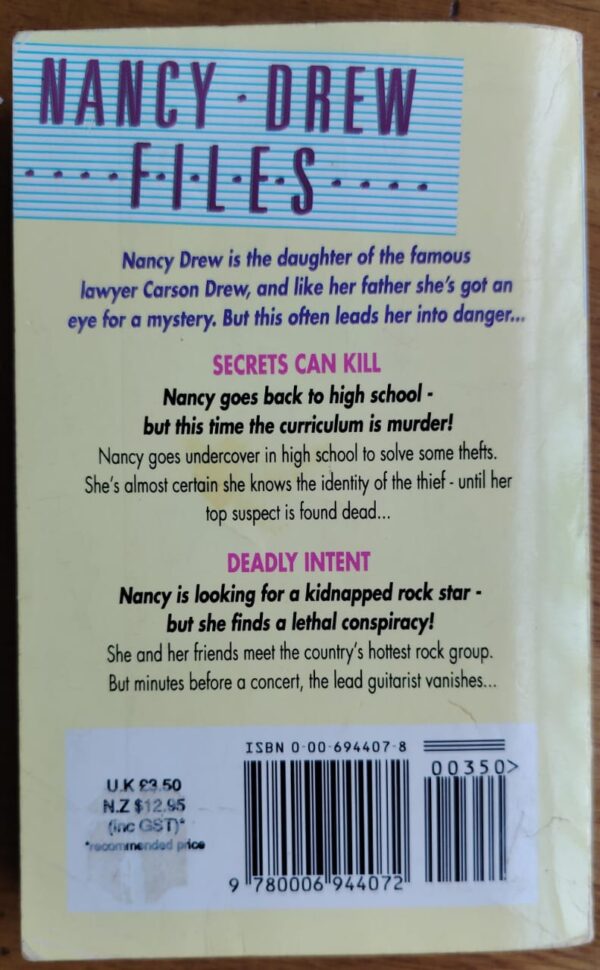 NANCY · DREW
· · · · F·I·L·E·S · · · ·
Nancy Drew is the daughter of the famous
lawyer Carson Drew, and like her father she's got an
eye for a mystery. But this often leads her into danger...
SECRETS CAN KILL
Nancy goes back to high school -
but this time the curriculum is murder!
Nancy goes undercover in high school to solve some thefts.
She's almost certain she knows the identity of the thief - until her
top suspect is found dead...
DEADLY INTENT
Nancy is looking for a kidnapped rock star -
but she finds a lethal conspiracy!
She and her friends meet the country's hottest rock group.
But minutes before a concert, the lead guitarist vanishes...
ISBN 0-00-694407-8
00350>
U.K £3.50
N.Z $12.95
(inc GST)*
*recommended price
9 780006 944072